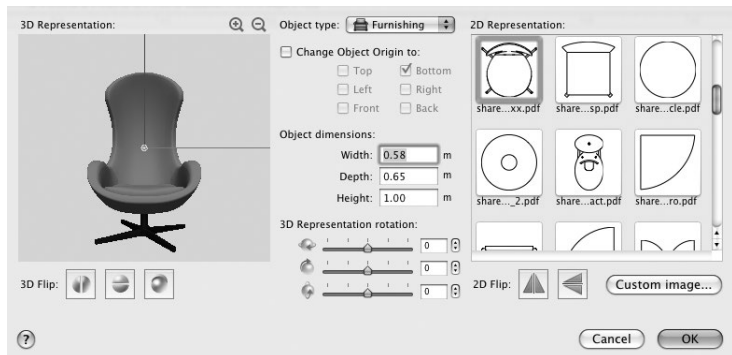 3D Representation:
Object type: Furnishing
2D Representation:
Change Object Origin to:
Top
Bottom
Left
Right
Front
Back
Object dimensions:
Width: 0.58 m
Depth: 0.65 m
Height: 1.00 m
3D Representation rotation:
0
0
0
3D Flip:
share...xx.pdf share...sp.pdf share...cle.pdf
share..._2.pdf share...act.pdf share...ro.pdf
2D Flip:
Custom image...
?
Cancel
OK